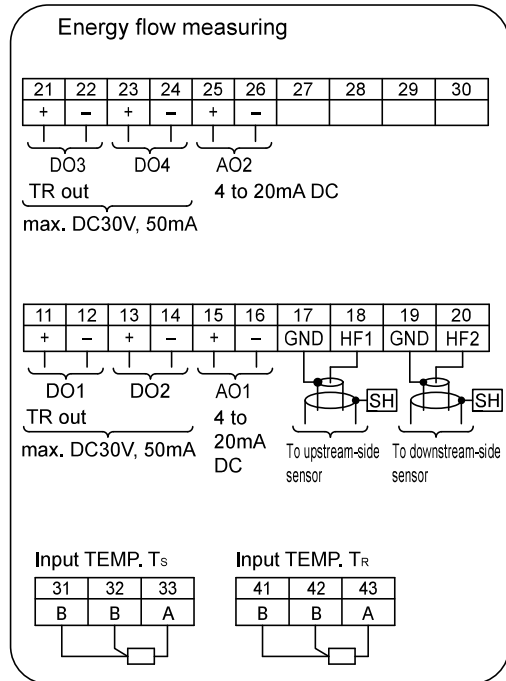 Energy flow measuring
21 22 23 24 25 26 27 28 29 30
+ − + − + −
DO3 DO4 AO2
TR out 4 to 20mA DC
max. DC30V, 50mA
11 12 13 14 15 16 17 18 19 20
+ − + − + − GND HF1 GND HF2
DO1 DO2 AO1 SH SH
TR out 4 to
max. DC30V, 50mA 20mA
DC
To upstream-side To downstream-side
sensor sensor
Input TEMP. Ts Input TEMP. TR
31 32 33 41 42 43
B B A B B A